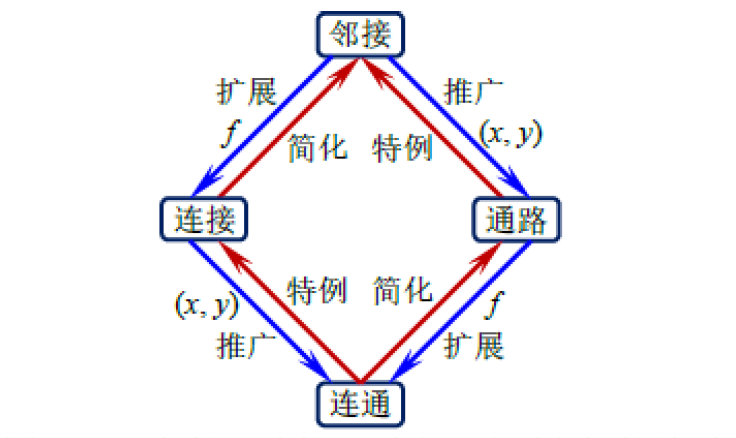 邻接
扩展 推广
f (x, y)
简化 特例
连接 通路
特例 简化
(x, y) f
推广 扩展
连通